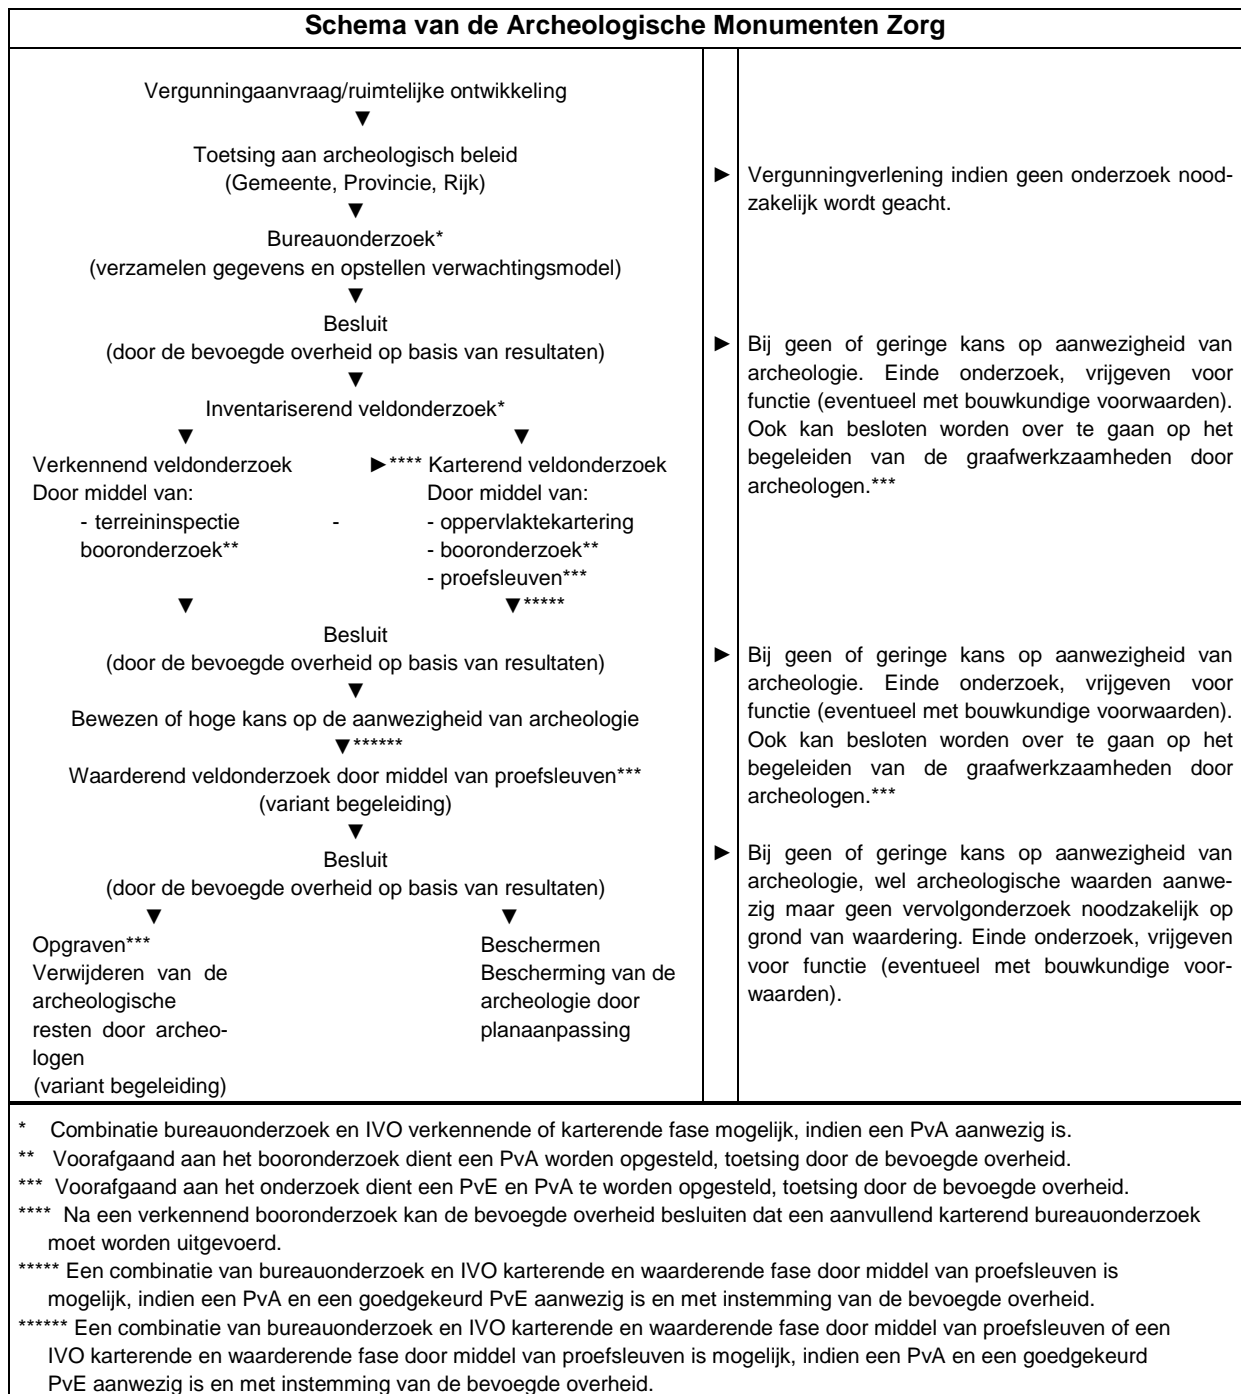 Schema van de Archeologische Monumenten Zorg
Vergunningaanvraag/ruimtelijke ontwikkeling
▼
Toetsing aan archeologisch beleid
(Gemeente, Provincie, Rijk)
▼
Bureauonderzoek*
(verzamelen gegevens en opstellen verwachtingsmodel)
▼
Besluit
(door de bevoegde overheid op basis van resultaten)
▼
Inventariserend veldonderzoek*
▼ ▼
Verkennend veldonderzoek ►**** Karterend veldonderzoek
Door middel van: Door middel van:
- terreininspectie - - oppervlaktekartering
booronderzoek** - booronderzoek**
- proefsleuven***
▼ ▼*****
Besluit
(door de bevoegde overheid op basis van resultaten)
▼
Bewezen of hoge kans op de aanwezigheid van archeologie
▼******
Waarderend veldonderzoek door middel van proefsleuven***
(variant begeleiding)
▼
Besluit
(door de bevoegde overheid op basis van resultaten)
▼ ▼
Opgraven***
Verwijderen van de
archeologische
resten door archeo-
logen
(variant begeleiding)
Beschermen
Bescherming van de
archeologie door
planaanpassing
► Vergunningverlening indien geen onderzoek nood-
zakelijk wordt geacht.
► Bij geen of geringe kans op aanwezigheid van
archeologie. Einde onderzoek, vrijgeven voor
functie (eventueel met bouwkundige voorwaarden).
Ook kan besloten worden over te gaan op het
begeleiden van de graafwerkzaamheden door
archeologen.***
► Bij geen of geringe kans op aanwezigheid van
archeologie. Einde onderzoek, vrijgeven voor
functie (eventueel met bouwkundige voorwaarden).
Ook kan besloten worden over te gaan op het
begeleiden van de graafwerkzaamheden door
archeologen.***
► Bij geen of geringe kans op aanwezigheid van
archeologie, wel archeologische waarden aanwe-
zig maar geen vervolgonderzoek noodzakelijk op
grond van waardering. Einde onderzoek, vrijgeven
voor functie (eventueel met bouwkundige voor-
waarden).
* Combinatie bureauonderzoek en IVO verkennende of karterende fase mogelijk, indien een PvA aanwezig is.
** Voorafgaand aan het booronderzoek dient een PvA worden opgesteld, toetsing door de bevoegde overheid.
*** Voorafgaand aan het onderzoek dient een PvE en PvA te worden opgesteld, toetsing door de bevoegde overheid.
**** Na een verkennend booronderzoek kan de bevoegde overheid besluiten dat een aanvullend karterend bureauonderzoek
moet worden uitgevoerd.
***** Een combinatie van bureauonderzoek en IVO karterende en waarderende fase door middel van proefsleuven is
mogelijk, indien een PvA en een goedgekeurd PvE aanwezig is en met instemming van de bevoegde overheid.
****** Een combinatie van bureauonderzoek en IVO karterende en waarderende fase door middel van proefsleuven of een
IVO karterende en waarderende fase door middel van proefsleuven is mogelijk, indien een PvA en een goedgekeurd
PvE aanwezig is en met instemming van de bevoegde overheid.